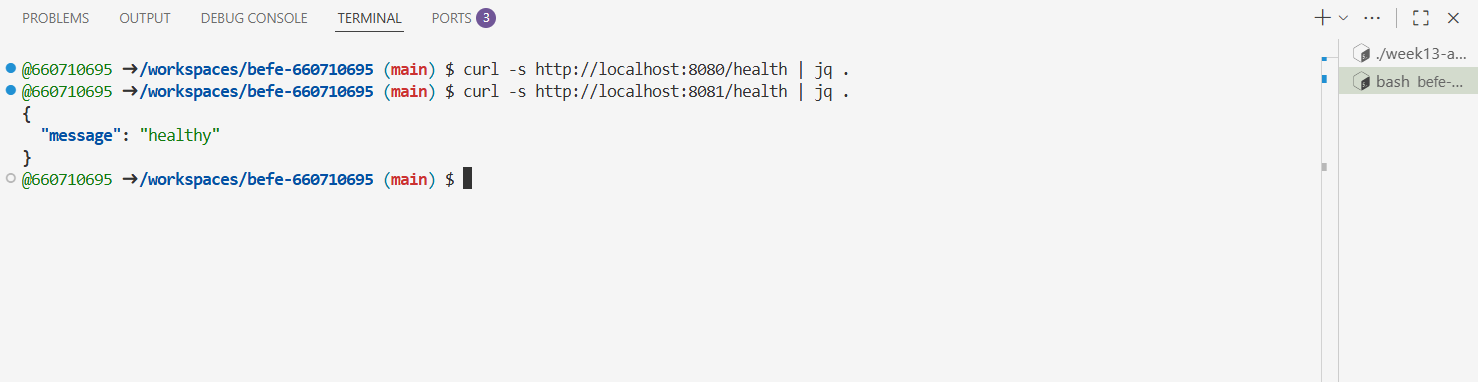 PROBLEMS OUTPUT DEBUG CONSOLE TERMINAL PORTS 3
@660710695 ➜/workspaces/befe-660710695 (main) $ curl -s http://localhost:8080/health | jq .
@660710695 ➜/workspaces/befe-660710695 (main) $ curl -s http://localhost:8081/health | jq .
{
  "message": "healthy"
}
@660710695 ➜/workspaces/befe-660710695 (main) $
./week13-a...
bash befe-...